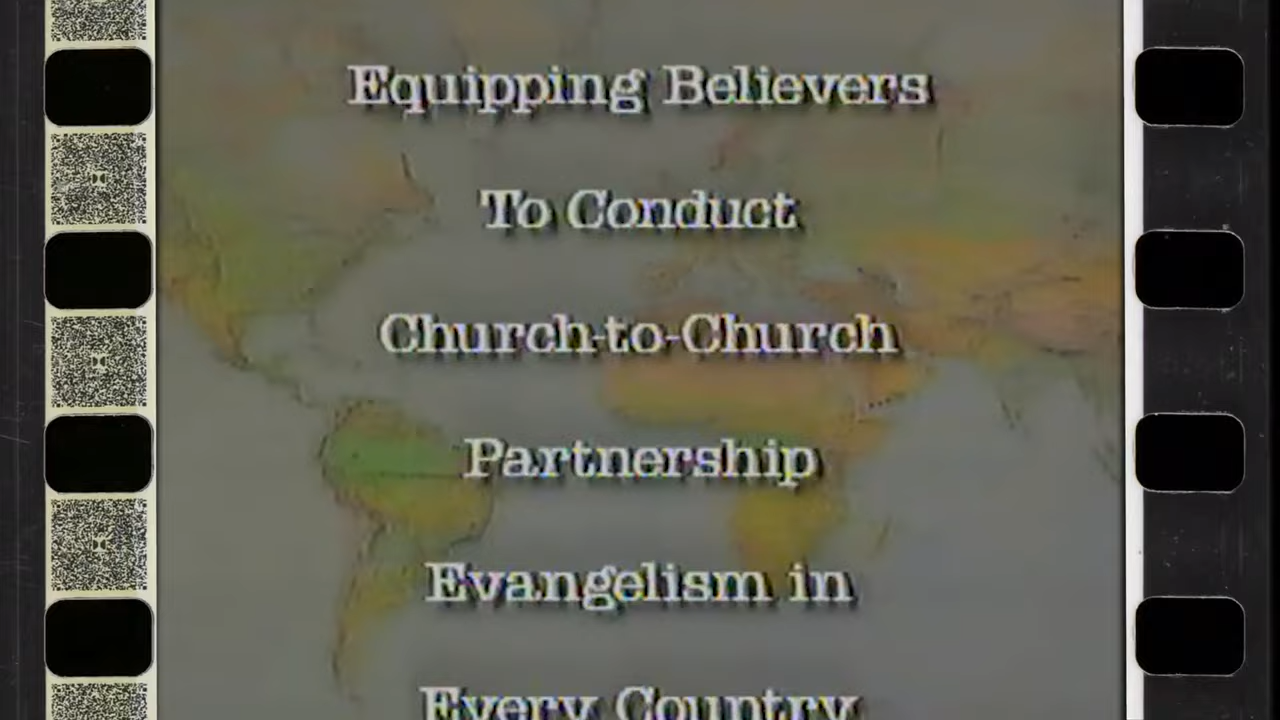 Equipping Believers
To Conduct
Church-to-Church
Partnership
Evangelism in
Every Country